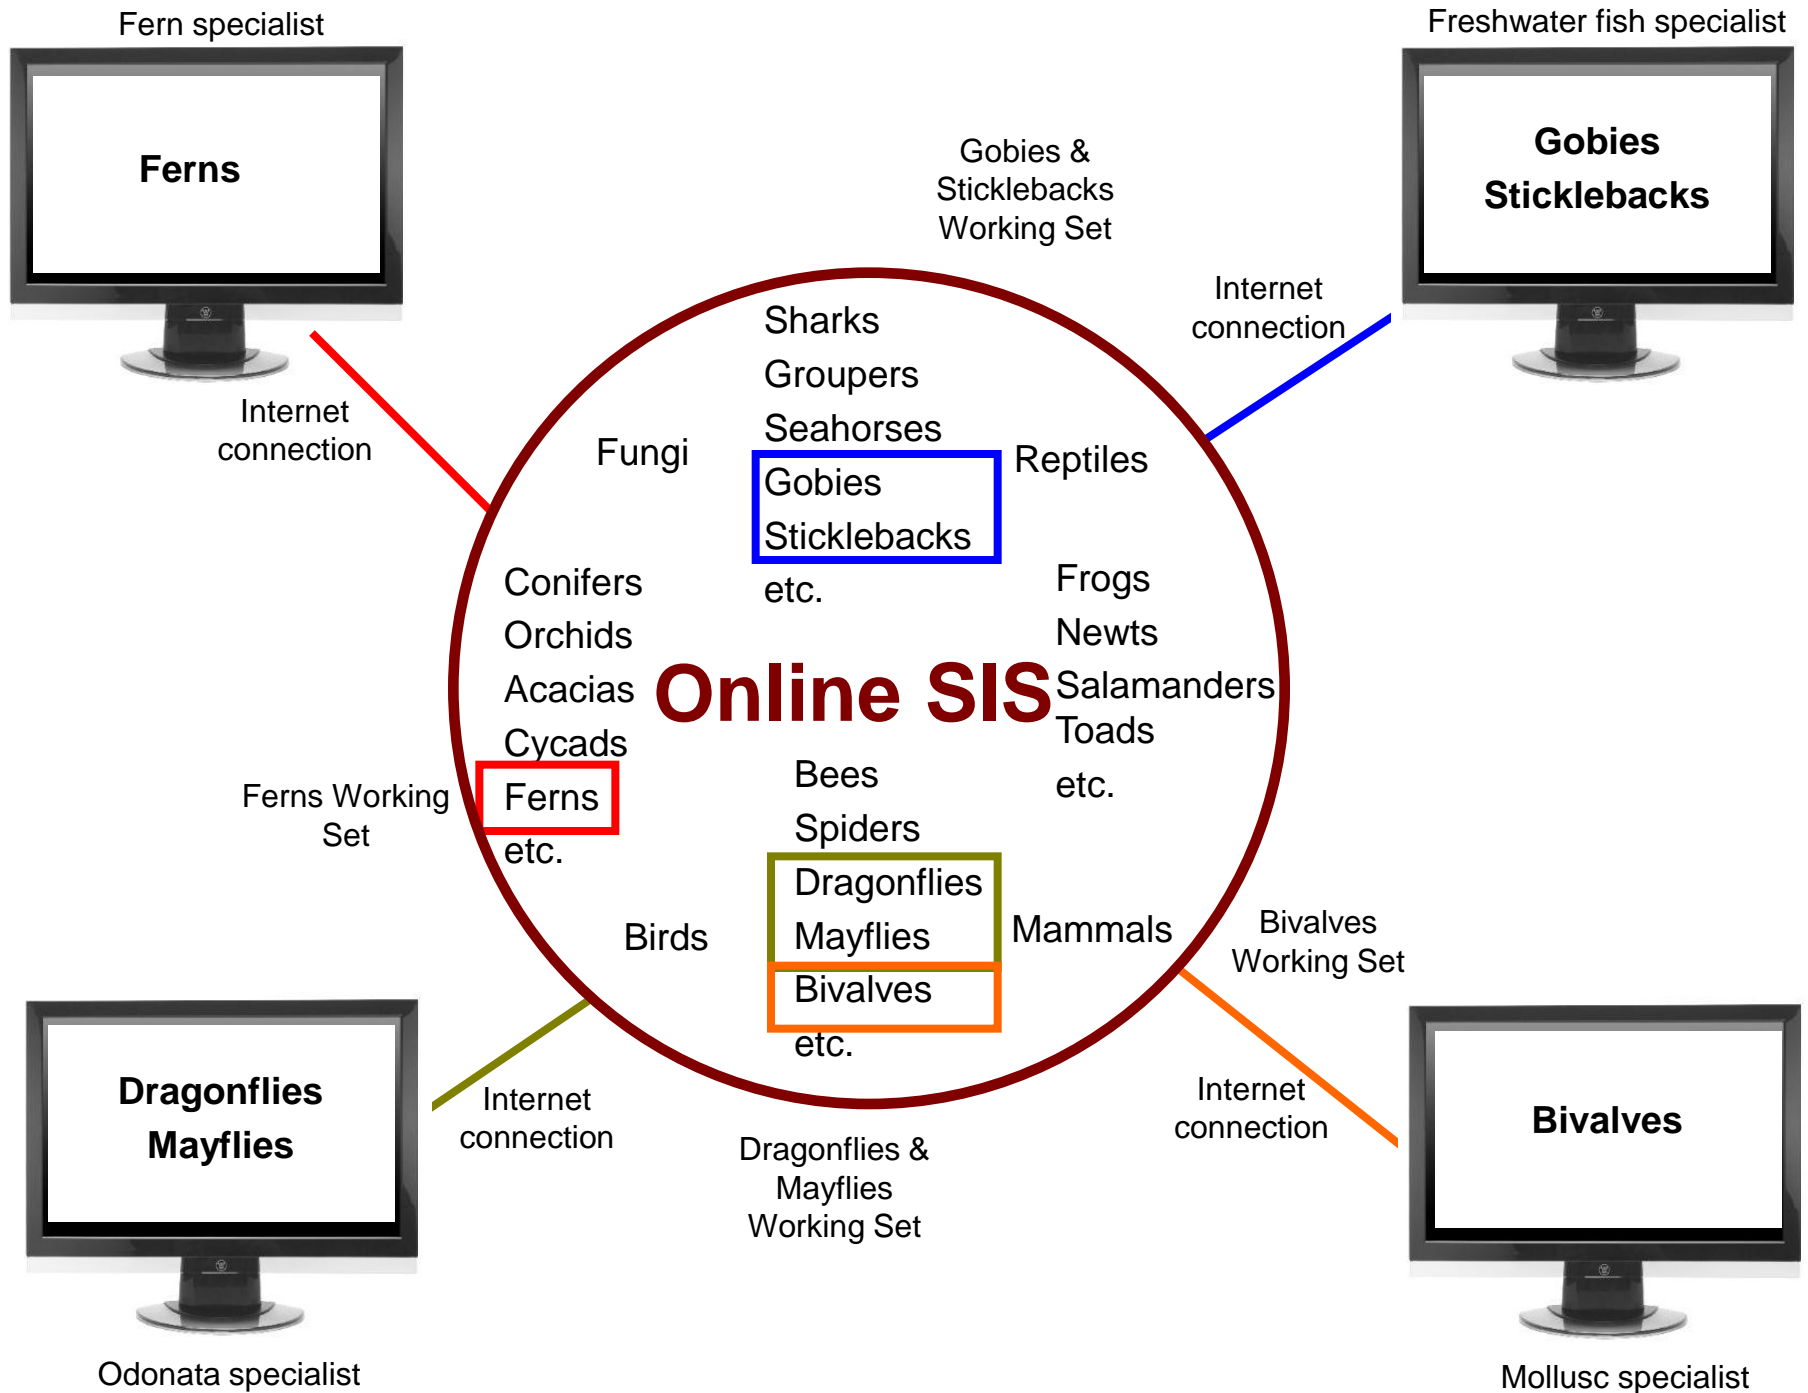 Fern specialist
Freshwater fish specialist
Ferns
Gobies
Sticklebacks
Gobies &
Sticklebacks
Working Set
Internet
connection
Internet
connection
Sharks
Groupers
Seahorses
Gobies
Sticklebacks
etc.
Fungi
Reptiles
Conifers
Orchids
Acacias
Cycads
Ferns
etc.
Frogs
Newts
Salamanders
Toads
etc.
Online SIS
Ferns Working
Set
Bees
Spiders
Dragonflies
Mayflies
Bivalves
etc.
Birds
Mammals
Bivalves
Working Set
Dragonflies
Mayflies
Internet
connection
Internet
connection
Bivalves
Dragonflies &
Mayflies
Working Set
Odonata specialist
Mollusc specialist